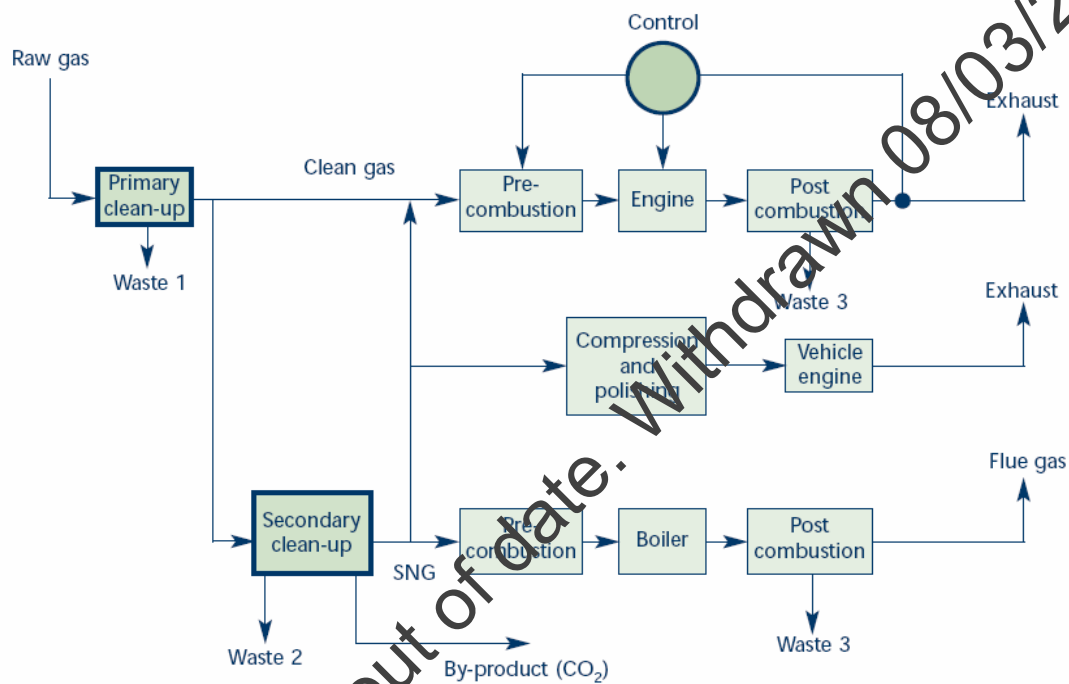 Control
Raw gas
Exhaust
Primary
clean-up
Clean gas
Pre-
combustion
Engine
Post
combustion
Waste 1
Waste 3
Exhaust
Compression
and
polishing
Vehicle
engine
Flue gas
Secondary
clean-up
SNG
Pre-
combustion
Boiler
Post
combustion
Waste 2
Waste 3
By-product (CO₂)
out of date. Withdrawn 08/03/2